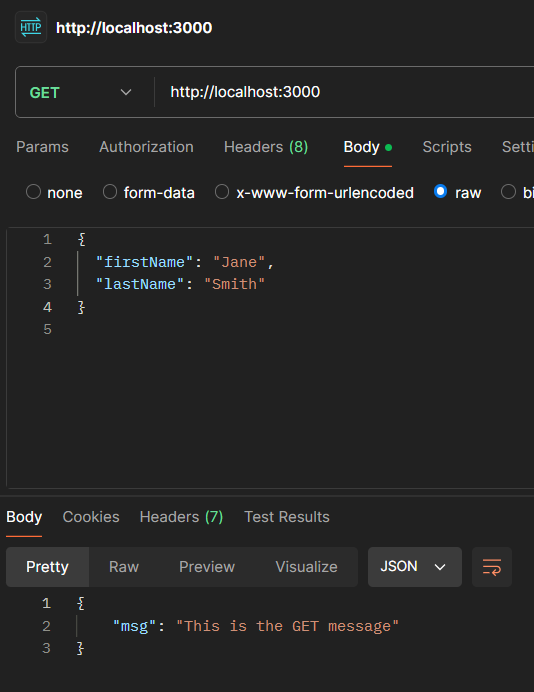 HTTP http://localhost:3000
GET http://localhost:3000
Params Authorization Headers (8) Body Scripts Setti
none form-data x-www-form-urlencoded raw bi
1 {
2 "firstName": "Jane",
3 "lastName": "Smith"
4 }
5
Body Cookies Headers (7) Test Results
Pretty Raw Preview Visualize JSON
1 {
2 "msg": "This is the GET message"
3 }